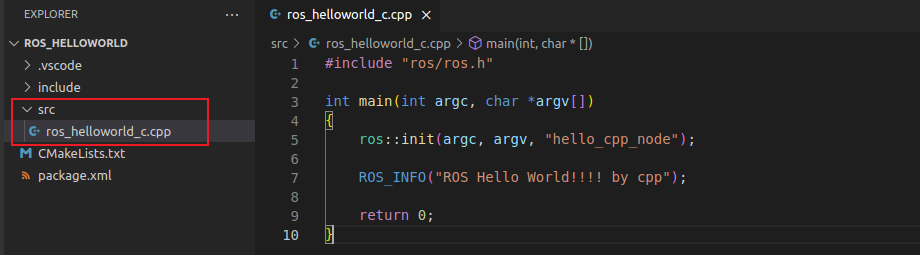 EXPLORER
ROS_HELLOWORLD
.vscode
include
src
ros_helloworld_c.cpp
CMakeLists.txt
package.xml
ros_helloworld_c.cpp
src > ros_helloworld_c.cpp > main(int, char * [])
1 #include "ros/ros.h"
2
3 int main(int argc, char *argv[])
4 {
5 ros::init(argc, argv, "hello_cpp_node");
6
7 ROS_INFO("ROS Hello World!!!! by cpp");
8
9 return 0;
10 }